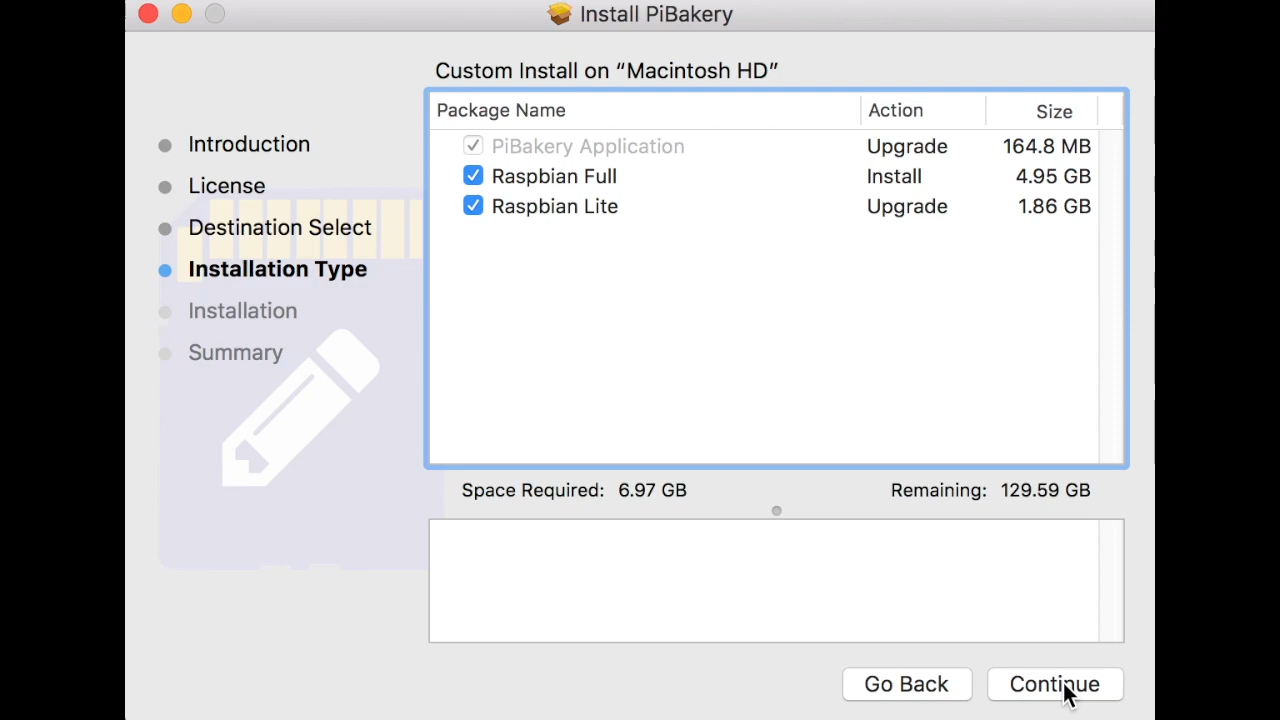 Install PiBakery
Custom Install on “Macintosh HD”
Introduction
License
Destination Select
Installation Type
Installation
Summary
Package Name Action Size
PiBakery Application Upgrade 164.8 MB
Raspbian Full Install 4.95 GB
Raspbian Lite Upgrade 1.86 GB
Space Required: 6.97 GB Remaining: 129.59 GB
Go Back Continue